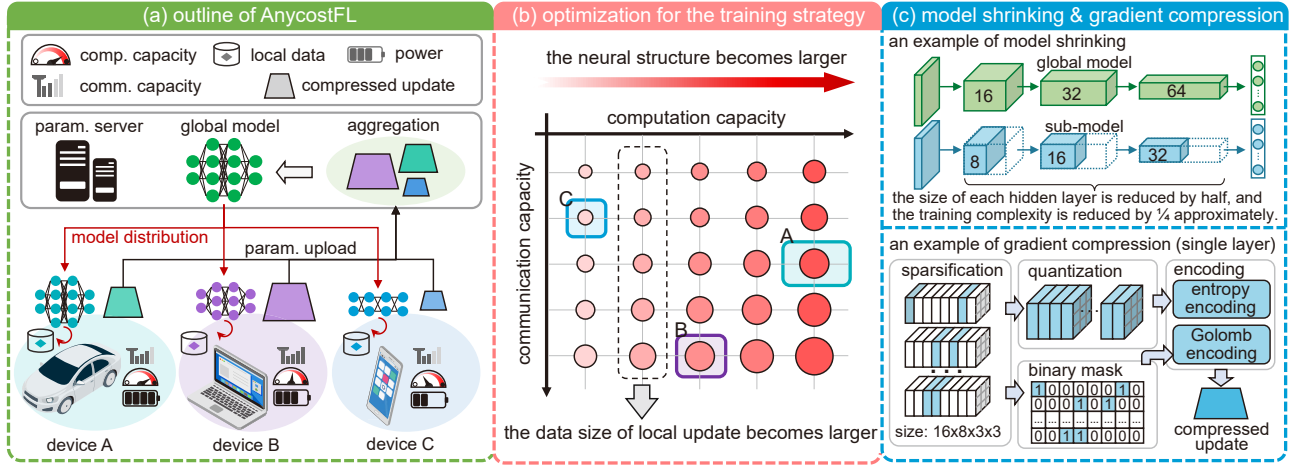 (a) outline of AnycostFL
comp. capacity
local data
power
comm. capacity
compressed update
param. server
global model
aggregation
model distribution
param. upload
device A
device B
device C
(b) optimization for the training strategy
the neural structure becomes larger
computation capacity
communication capacity
C
A
B
the data size of local update becomes larger
(c) model shrinking & gradient compression
an example of model shrinking
global model
16
32
64
sub-model
8
16
32
the size of each hidden layer is reduced by half, and
the training complexity is reduced by ¼ approximately.
an example of gradient compression (single layer)
sparsification
...
size: 16x8x3x3
quantization
...
binary mask
1 0 0 0 0 1 0
0 0 0 1 0 1 0 0
... ... ... ...
0 0 1 1 0 0 0 0
encoding
entropy
encoding
Golomb
encoding
compressed
update